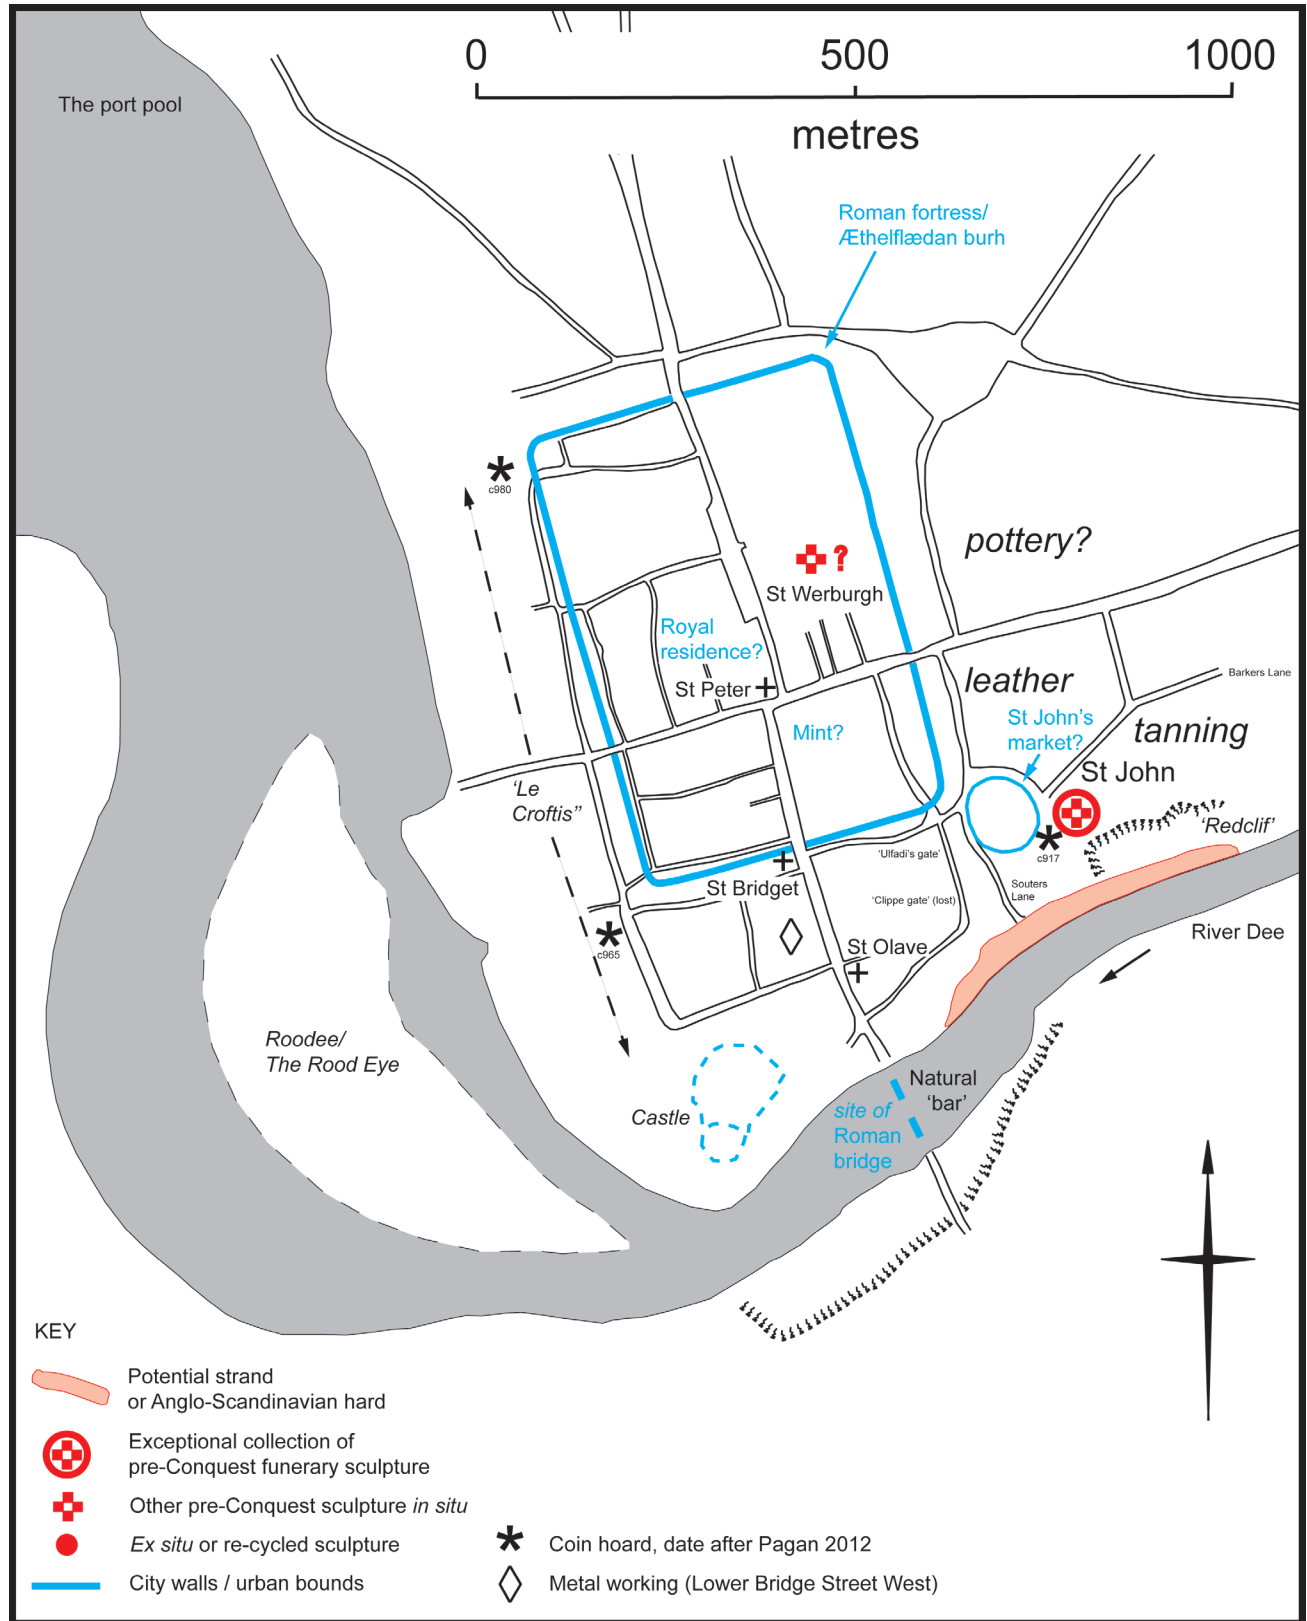 0 500 1000
metres
The port pool
Roman fortress/
Æthelflædan burh
c980
pottery?
St Werburgh
Royal
residence?
St Peter
leather
Barkers Lane
St John's
market?
Mint?
tanning
St John
'Le
Croftis"
'Redclif'
c917
'Ulfadi's gate'
St Bridget
Souters
Lane
'Clippe gate' (lost)
River Dee
c965
St Olave
Roodee/
The Rood Eye
Natural
'bar'
Castle
site of
Roman
bridge
KEY
Potential strand
or Anglo-Scandinavian hard
Exceptional collection of
pre-Conquest funerary sculpture
Other pre-Conquest sculpture in situ
Ex situ or re-cycled sculpture
City walls / urban bounds
Coin hoard, date after Pagan 2012
Metal working (Lower Bridge Street West)